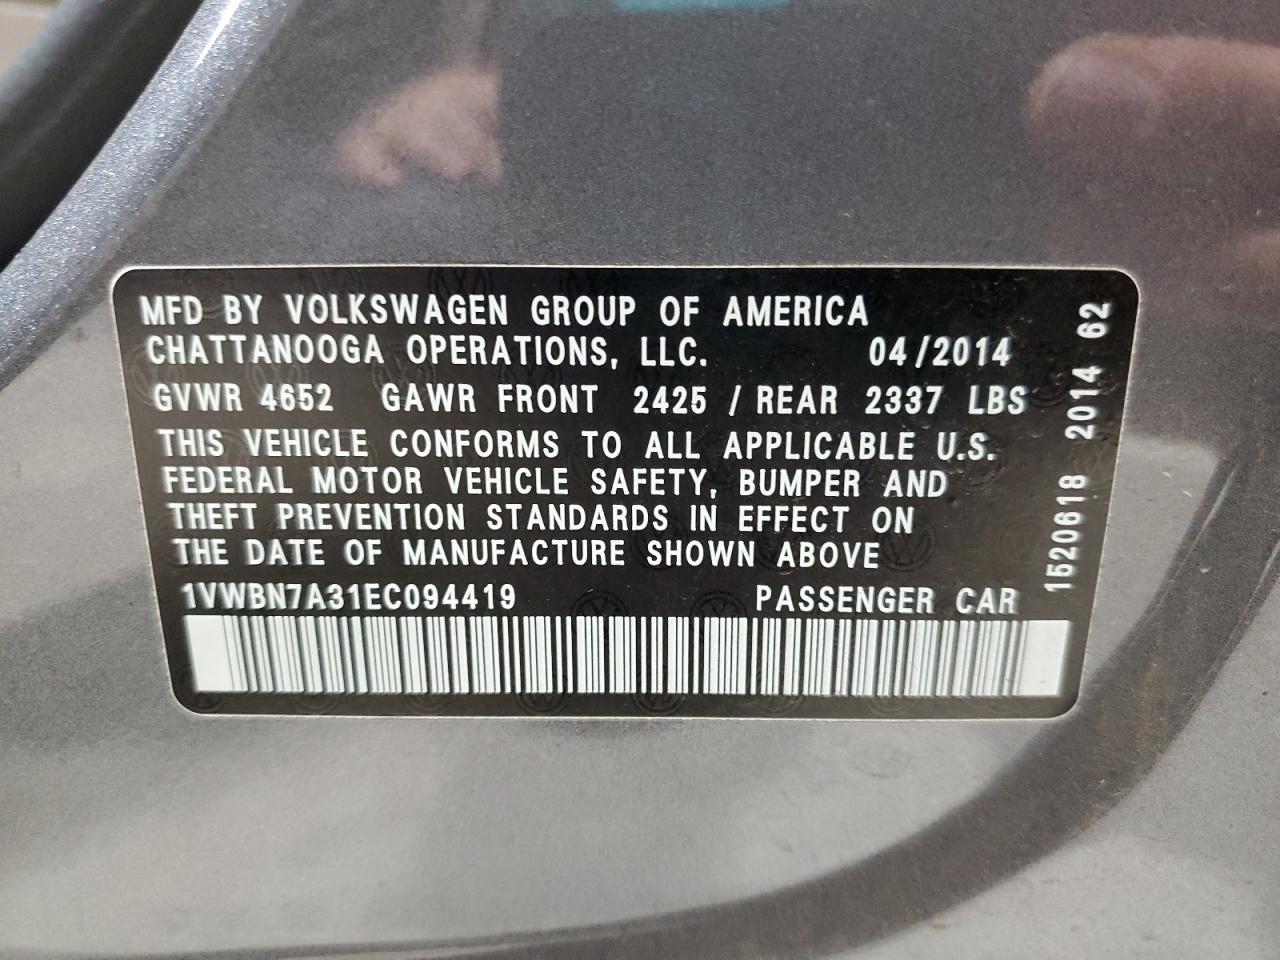 MFD BY VOLKSWAGEN GROUP OF AMERICA
CHATTANOOGA OPERATIONS, LLC. 04/2014
GVWR 4652 GAWR FRONT 2425 / REAR 2337 LBS
THIS VEHICLE CONFORMS TO ALL APPLICABLE U.S.
FEDERAL MOTOR VEHICLE SAFETY, BUMPER AND
THEFT PREVENTION STANDARDS IN EFFECT ON
THE DATE OF MANUFACTURE SHOWN ABOVE
1VWBN7A31EC094419 PASSENGER CAR
1520618 2014 62